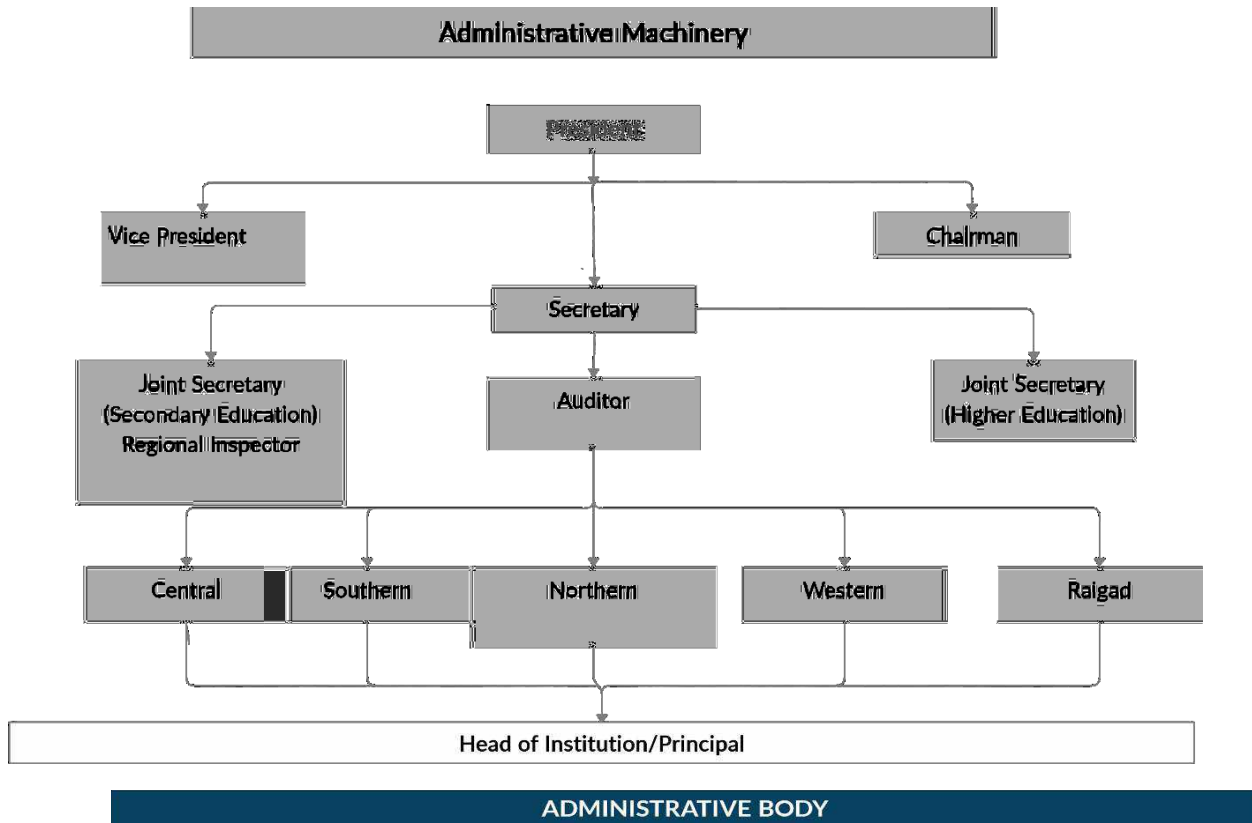 Administrative Machinery
President
Vice President
Chairman
Secretary
Joint Secretary
(Secondary Education)
Regional Inspector
Auditor
Joint Secretary
(Higher Education)
Central
Southern
Northern
Western
Raigad
Head of Institution/Principal
ADMINISTRATIVE BODY